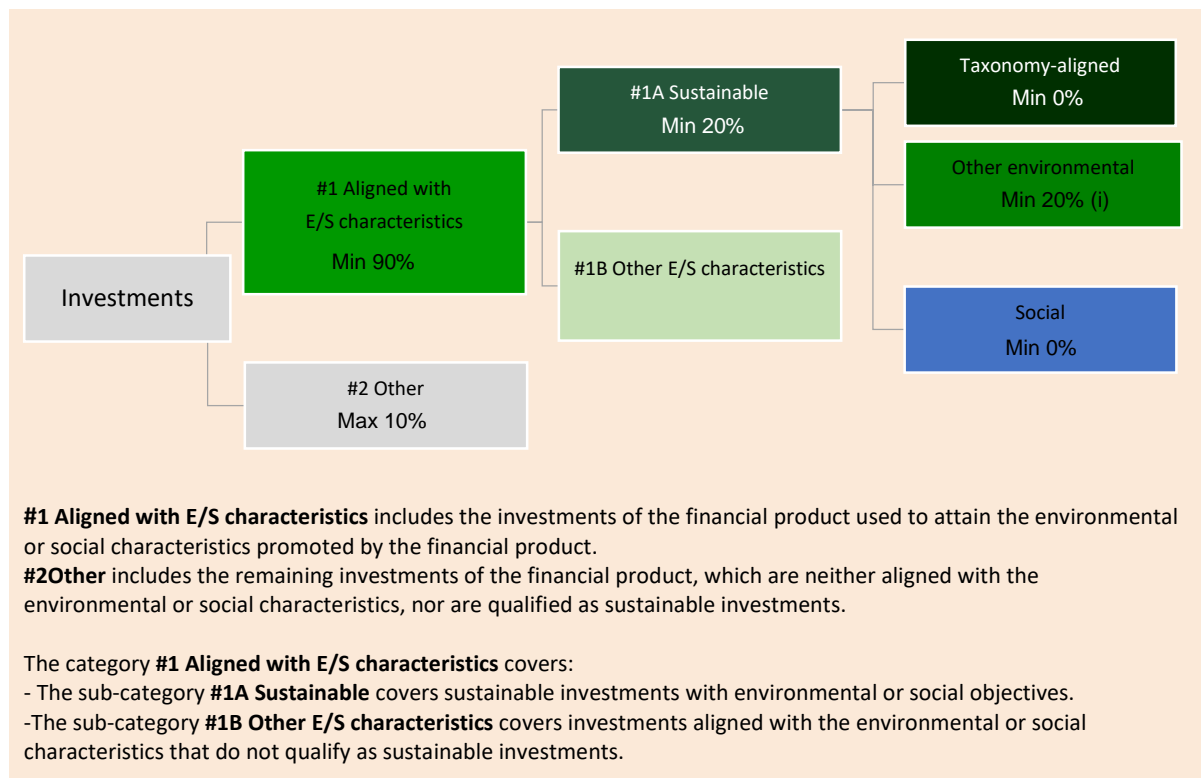 Taxonomy-aligned
Min 0%
#1A Sustainable
Min 20%
Other environmental
Min 20% (i)
#1 Aligned with
E/S characteristics
Min 90%
#1B Other E/S characteristics
Investments
Social
Min 0%
#2 Other
Max 10%
#1 Aligned with E/S characteristics includes the investments of the financial product used to attain the environmental
or social characteristics promoted by the financial product.
#2Other includes the remaining investments of the financial product, which are neither aligned with the
environmental or social characteristics, nor are qualified as sustainable investments.
The category #1 Aligned with E/S characteristics covers:
- The sub-category #1A Sustainable covers sustainable investments with environmental or social objectives.
-The sub-category #1B Other E/S characteristics covers investments aligned with the environmental or social
characteristics that do not qualify as sustainable investments.